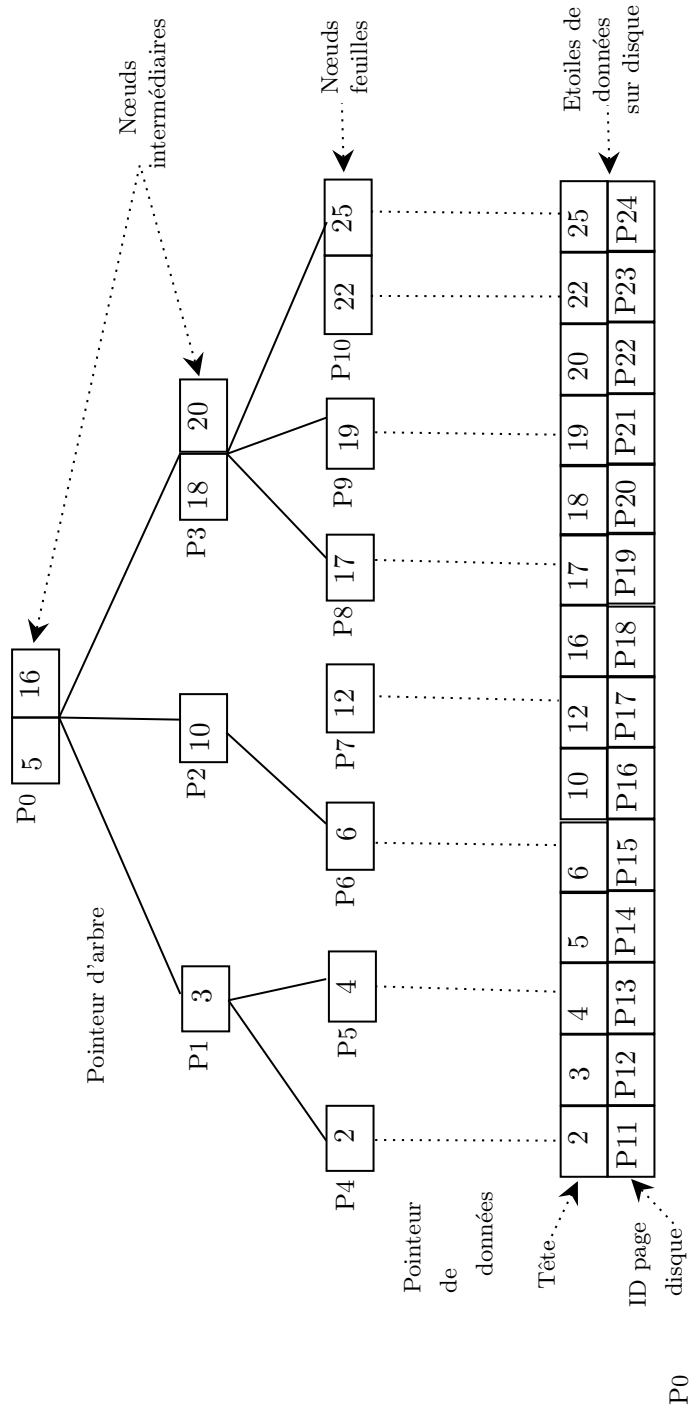 Nœuds
intermédiaires
P0 5 16
Pointeur d'arbre
P1 3 P2 10 P3 18 20
Nœuds
feuilles
P4 2 P5 4 P6 6 P7 12 P8 17 P9 19 P10 22 25
Pointeur
de
données
Etoiles de
données
sur disque
Tête
2 3 4 5 6 10 12 16 17 18 19 20 22 25
ID page
disque
P11 P12 P13 P14 P15 P16 P17 P18 P19 P20 P21 P22 P23 P24
P0